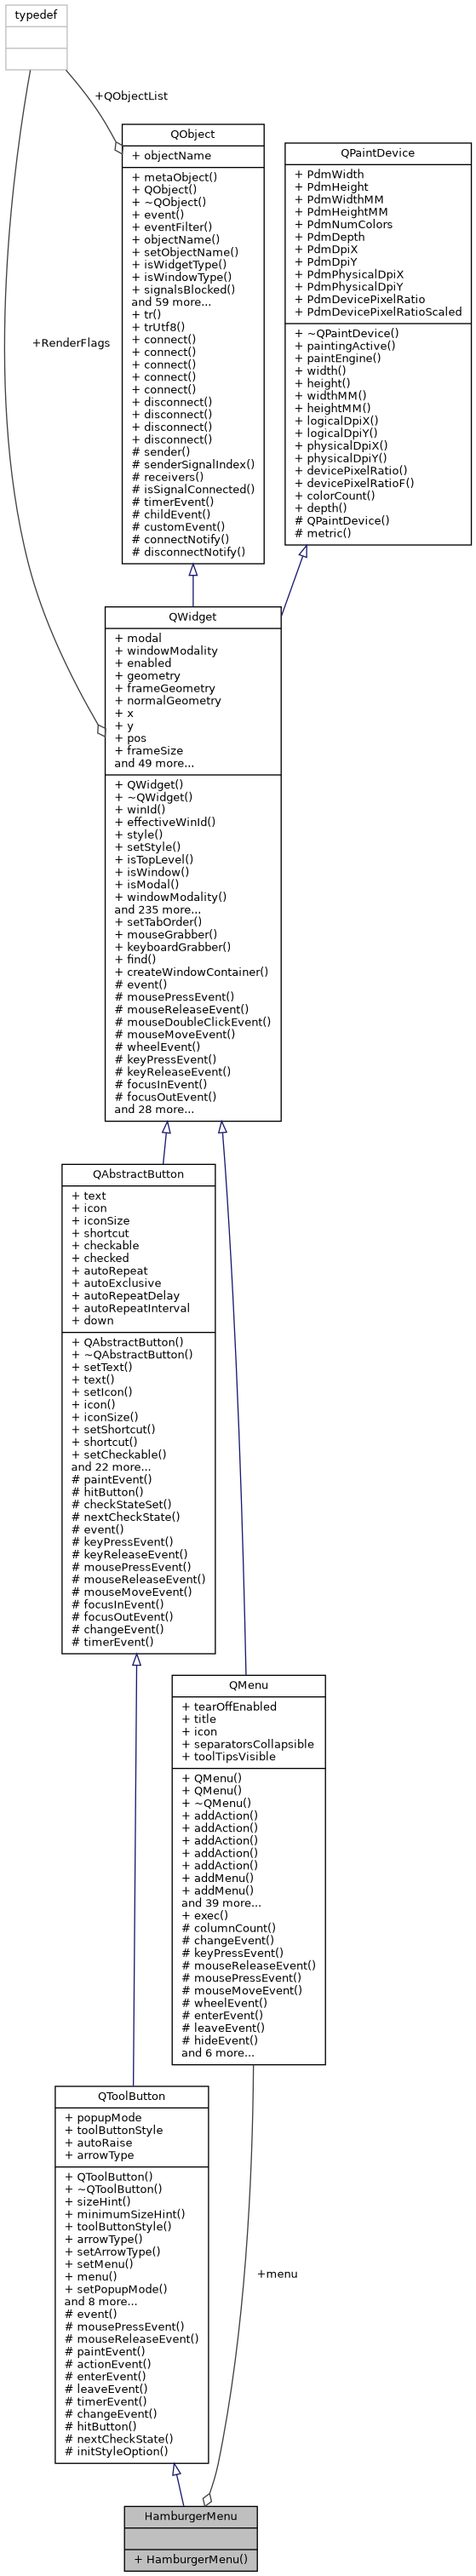 typedef
+QObjectList
QObject
+ objectName
+ metaObject()
+ QObject()
+ ~QObject()
+ event()
+ eventFilter()
+ objectName()
+ setObjectName()
+ isWidgetType()
+ isWindowType()
+ signalsBlocked()
and 59 more...
+ tr()
+ trUtf8()
+ connect()
+ connect()
+ connect()
+ connect()
+ connect()
+ disconnect()
+ disconnect()
+ disconnect()
+ disconnect()
# sender()
# senderSignalIndex()
# receivers()
# isSignalConnected()
# timerEvent()
# childEvent()
# customEvent()
# connectNotify()
# disconnectNotify()
QPaintDevice
+ PdmWidth
+ PdmHeight
+ PdmWidthMM
+ PdmHeightMM
+ PdmNumColors
+ PdmDepth
+ PdmDpiX
+ PdmDpiY
+ PdmPhysicalDpiX
+ PdmPhysicalDpiY
+ PdmDevicePixelRatio
+ PdmDevicePixelRatioScaled
+ ~QPaintDevice()
+ paintingActive()
+ paintEngine()
+ width()
+ height()
+ widthMM()
+ heightMM()
+ logicalDpiX()
+ logicalDpiY()
+ physicalDpiX()
+ physicalDpiY()
+ devicePixelRatio()
+ devicePixelRatioF()
+ colorCount()
+ depth()
# QPaintDevice()
# metric()
+RenderFlags
QWidget
+ modal
+ windowModality
+ enabled
+ geometry
+ frameGeometry
+ normalGeometry
+ x
+ y
+ pos
+ frameSize
and 49 more...
+ QWidget()
+ ~QWidget()
+ winId()
+ effectiveWinId()
+ style()
+ setStyle()
+ isTopLevel()
+ isWindow()
+ isModal()
+ windowModality()
and 235 more...
+ setTabOrder()
+ mouseGrabber()
+ keyboardGrabber()
+ find()
+ createWindowContainer()
# event()
# mousePressEvent()
# mouseReleaseEvent()
# mouseDoubleClickEvent()
# mouseMoveEvent()
# wheelEvent()
# keyPressEvent()
# keyReleaseEvent()
# focusInEvent()
# focusOutEvent()
and 28 more...
QAbstractButton
+ text
+ icon
+ iconSize
+ shortcut
+ checkable
+ checked
+ autoRepeat
+ autoExclusive
+ autoRepeatDelay
+ autoRepeatInterval
+ down
+ QAbstractButton()
+ ~QAbstractButton()
+ setText()
+ text()
+ setIcon()
+ icon()
+ iconSize()
+ setShortcut()
+ shortcut()
+ setCheckable()
and 22 more...
# paintEvent()
# hitButton()
# checkStateSet()
# nextCheckState()
# event()
# keyPressEvent()
# keyReleaseEvent()
# mousePressEvent()
# mouseReleaseEvent()
# mouseMoveEvent()
# focusInEvent()
# focusOutEvent()
# changeEvent()
# timerEvent()
QMenu
+ tearOffEnabled
+ title
+ icon
+ separatorsCollapsible
+ toolTipsVisible
+ QMenu()
+ QMenu()
+ ~QMenu()
+ addAction()
+ addAction()
+ addAction()
+ addAction()
+ addAction()
+ addMenu()
+ addMenu()
and 39 more...
+ exec()
# columnCount()
# changeEvent()
# keyPressEvent()
# mouseReleaseEvent()
# mousePressEvent()
# mouseMoveEvent()
# wheelEvent()
# enterEvent()
# leaveEvent()
# hideEvent()
and 6 more...
QToolButton
+ popupMode
+ toolButtonStyle
+ autoRaise
+ arrowType
+ QToolButton()
+ ~QToolButton()
+ sizeHint()
+ minimumSizeHint()
+ toolButtonStyle()
+ arrowType()
+ setArrowType()
+ setMenu()
+ menu()
+ setPopupMode()
and 8 more...
# event()
# mousePressEvent()
# mouseReleaseEvent()
# paintEvent()
# actionEvent()
# enterEvent()
# leaveEvent()
# timerEvent()
# changeEvent()
# hitButton()
# nextCheckState()
# initStyleOption()
+menu
HamburgerMenu
+ HamburgerMenu()